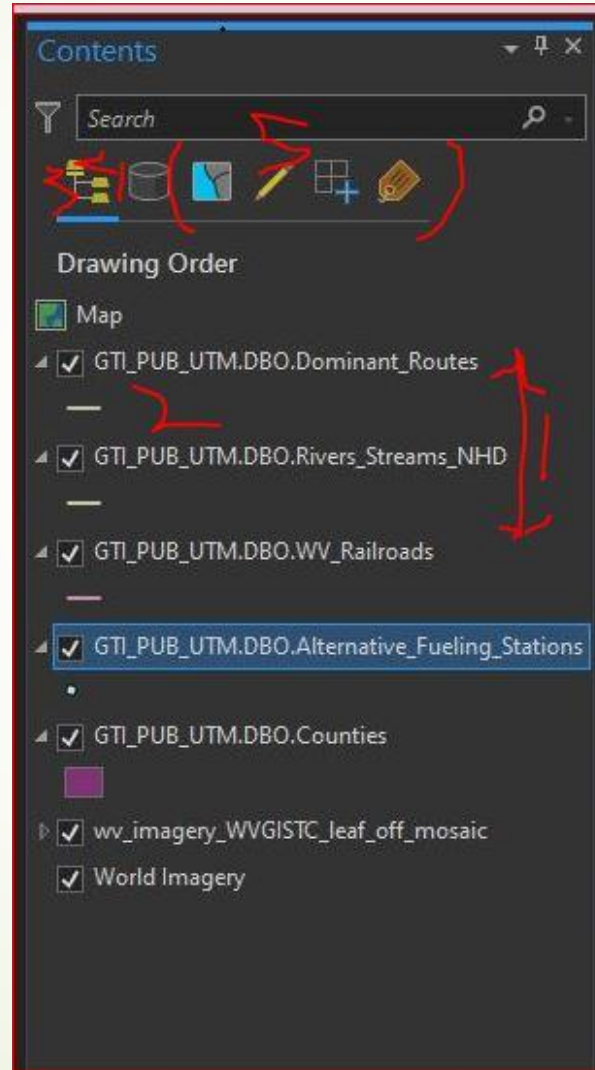 Contents
Search
Drawing Order
Map
GTI_PUB_UTM.DBO.Dominant_Routes
GTI_PUB_UTM.DBO.Rivers_Streams_NHD
GTI_PUB_UTM.DBO.WV_Railroads
GTI_PUB_UTM.DBO.Alternative_Fueling_Stations
GTI_PUB_UTM.DBO.Counties
wv_imagery_WVGISTC_leaf_off_mosaic
World Imagery